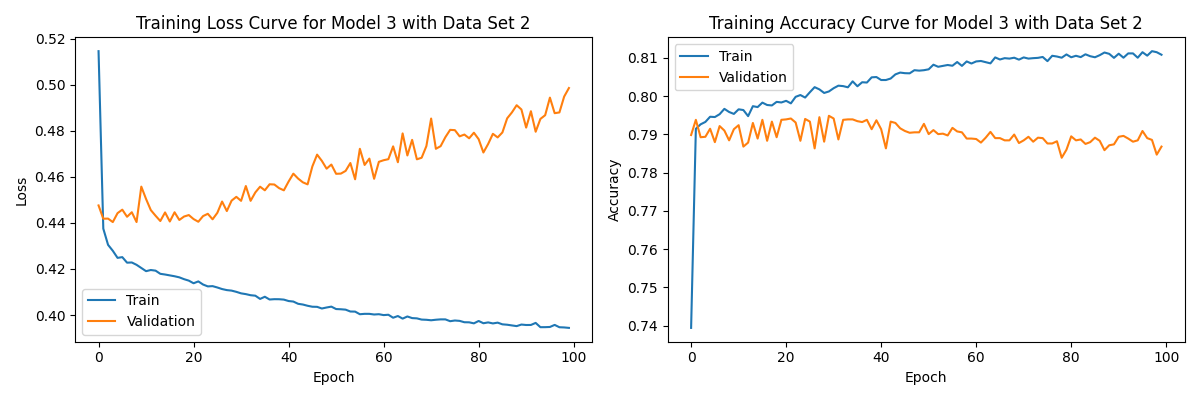 Training Loss Curve for Model 3 with Data Set 2
0.52
0.50
0.48
0.46
0.44
0.42
0.40
Loss
Train
Validation
0 20 40 60 80 100
Epoch
Training Accuracy Curve for Model 3 with Data Set 2
Train
Validation
0.81
0.80
0.79
0.78
0.77
0.76
0.75
0.74
Accuracy
0 20 40 60 80 100
Epoch